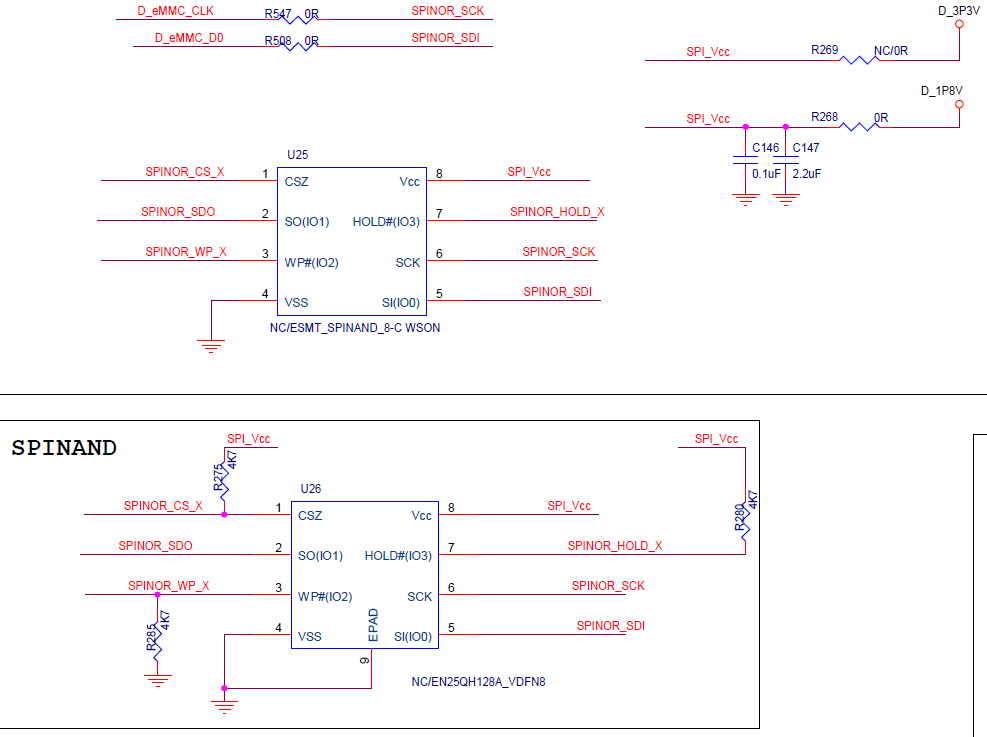 D_eMMC_CLK R547 0R SPINOR_SCK
D_eMMC_D0 R508 0R SPINOR_SDI
D_3P3V
SPI_Vcc R269 NC/0R
D_1P8V
SPI_Vcc R268 0R
C146 C147
0.1uF 2.2uF
U25
SPINOR_CS_X 1 CSZ Vcc 8 SPI_Vcc
SPINOR_SDO 2 SO(IO1) HOLD#(IO3) 7 SPINOR_HOLD_X
SPINOR_WP_X 3 WP#(IO2) SCK 6 SPINOR_SCK
4 VSS SI(IO0) 5 SPINOR_SDI
NC/ESMT_SPINAND_8-C WSON
SPINAND
SPI_Vcc
R275 4K7
SPI_Vcc
R280 4K7
U26
SPINOR_CS_X 1 CSZ Vcc 8 SPI_Vcc
SPINOR_SDO 2 SO(IO1) HOLD#(IO3) 7 SPINOR_HOLD_X
SPINOR_WP_X 3 WP#(IO2) SCK 6 SPINOR_SCK
R285 4K7
4 VSS EPAD SI(IO0) 5 SPINOR_SDI
9
NC/EN25QH128A_VDFN8